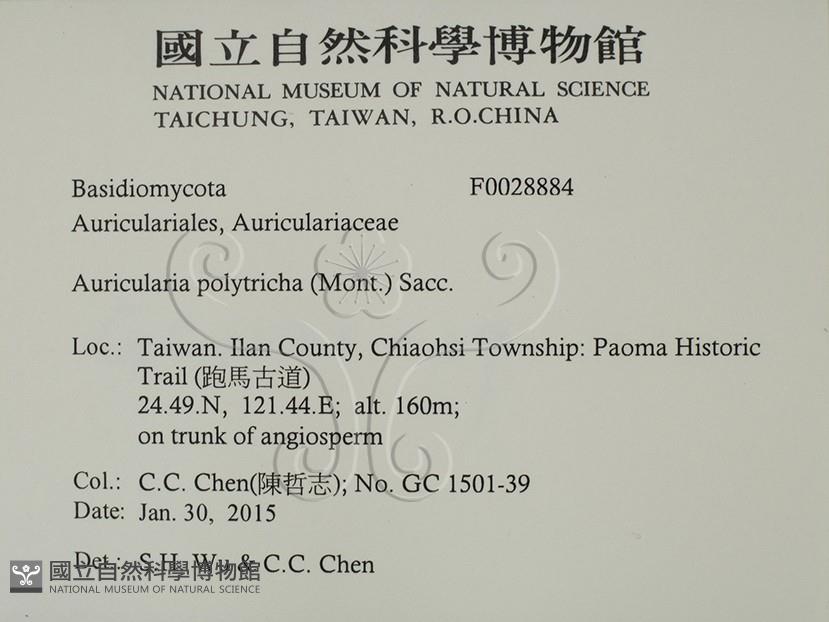 國立自然科學博物館
NATIONAL MUSEUM OF NATURAL SCIENCE
TAICHUNG, TAIWAN, R.O.CHINA
Basidiomycota F0028884
Auriculariales, Auriculariaceae
Auricularia polytricha (Mont.) Sacc.
Loc.: Taiwan. Ilan County, Chiaohsi Township: Paoma Historic
Trail (跑馬古道)
24.49.N, 121.44.E; alt. 160m;
on trunk of angiosperm
Col.: C.C. Chen(陳哲志); No. GC 1501-39
Date: Jan. 30, 2015
Det.: S.H. Wu & C.C. Chen
國立自然科學博物館
NATIONAL MUSEUM OF NATURAL SCIENCE